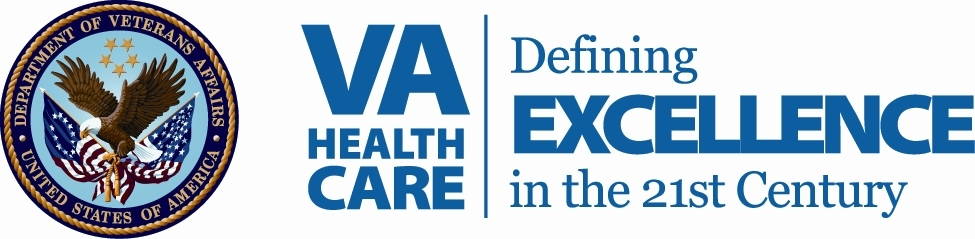 DEPARTMENT OF VETERANS AFFAIRS
UNITED STATES OF AMERICA
VA
HEALTH
CARE
Defining
EXCELLENCE
in the 21st Century